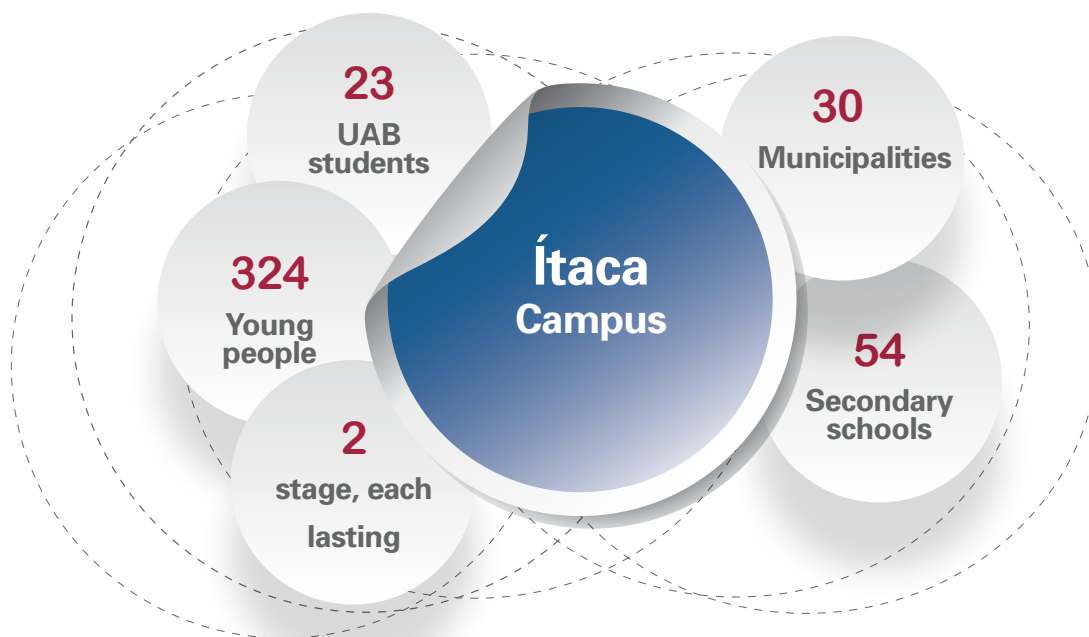 23
UAB
students
324
Young
people
2
stage, each
lasting
Ítaca
Campus
30
Municipalities
54
Secondary
schools